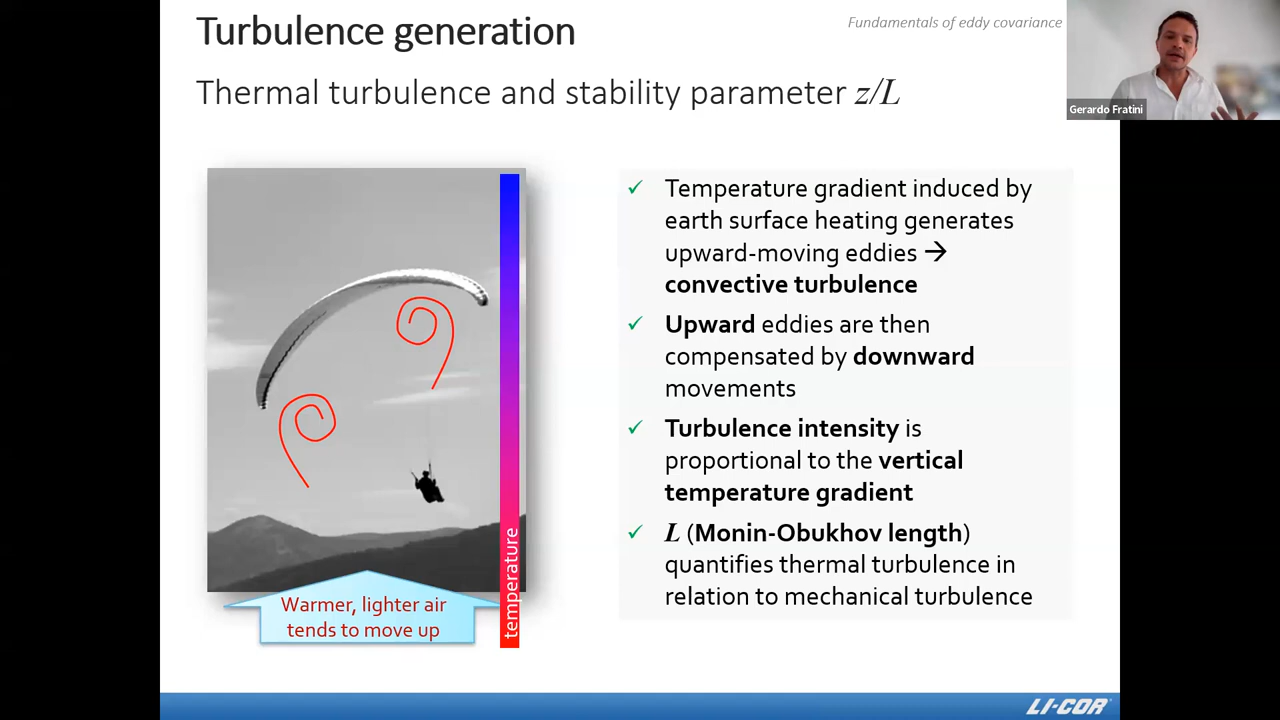 Turbulence generation
Fundamentals of eddy covariance
Gerardo Fratini
Thermal turbulence and stability parameter z/L
temperature
Warmer, lighter air
tends to move up
✓ Temperature gradient induced by
earth surface heating generates
upward-moving eddies →
convective turbulence
✓ Upward eddies are then
compensated by downward
movements
✓ Turbulence intensity is
proportional to the vertical
temperature gradient
✓ L (Monin-Obukhov length)
quantifies thermal turbulence in
relation to mechanical turbulence
LI-COR